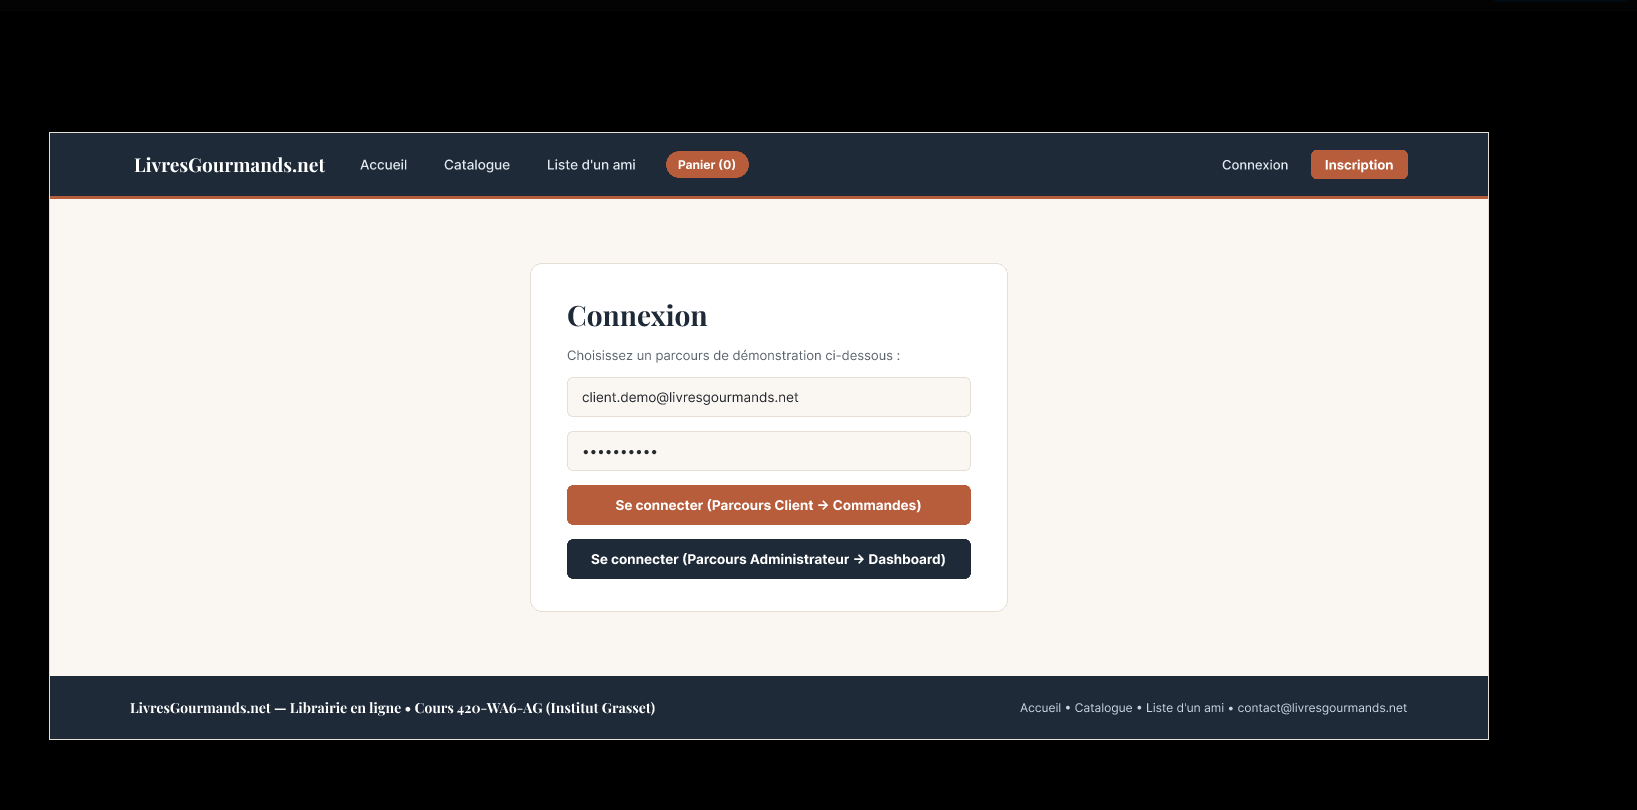 LivresGourmands.net Accueil Catalogue Liste d'un ami Panier (0) Connexion Inscription
Connexion
Choisissez un parcours de démonstration ci-dessous :
client.demo@livresgourmands.net
••••••••••
Se connecter (Parcours Client → Commandes)
Se connecter (Parcours Administrateur → Dashboard)
LivresGourmands.net — Librairie en ligne • Cours 420-WA6-AG (Institut Grasset) Accueil • Catalogue • Liste d'un ami • contact@livresgourmands.net